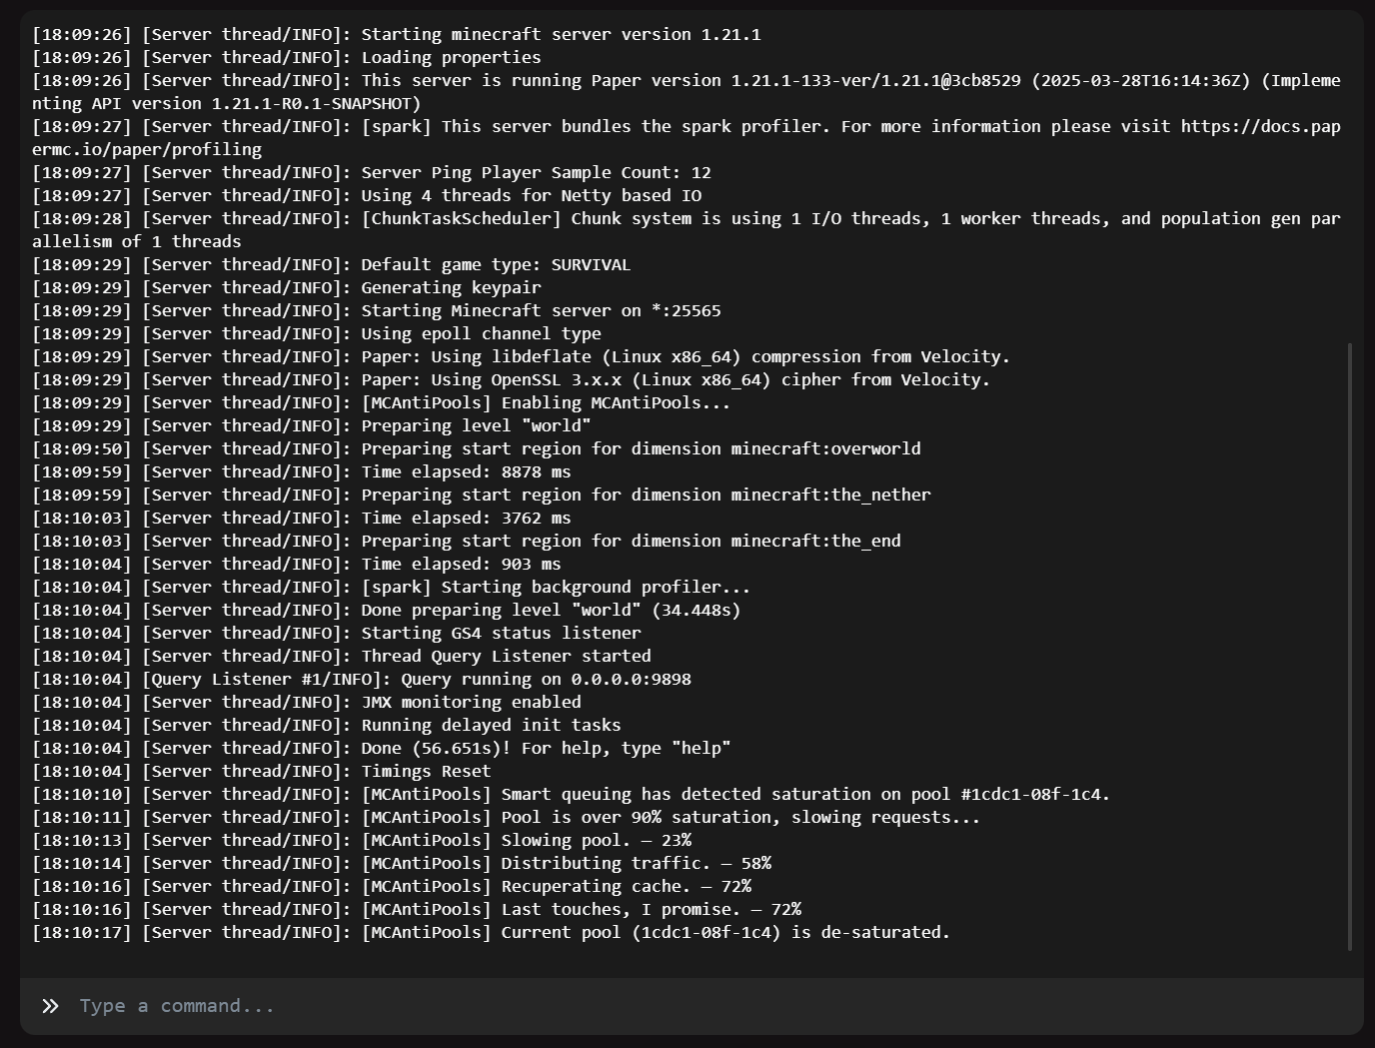 [18:09:26] [Server thread/INFO]: Starting minecraft server version 1.21.1
[18:09:26] [Server thread/INFO]: Loading properties
[18:09:26] [Server thread/INFO]: This server is running Paper version 1.21.1-133-ver/1.21.1@3cb8529 (2025-03-28T16:14:36Z) (Impleme
nting API version 1.21.1-R0.1-SNAPSHOT)
[18:09:27] [Server thread/INFO]: [spark] This server bundles the spark profiler. For more information please visit https://docs.pap
ermc.io/paper/profiling
[18:09:27] [Server thread/INFO]: Server Ping Player Sample Count: 12
[18:09:27] [Server thread/INFO]: Using 4 threads for Netty based IO
[18:09:28] [Server thread/INFO]: [ChunkTaskScheduler] Chunk system is using 1 I/O threads, 1 worker threads, and population gen par
allelism of 1 threads
[18:09:29] [Server thread/INFO]: Default game type: SURVIVAL
[18:09:29] [Server thread/INFO]: Generating keypair
[18:09:29] [Server thread/INFO]: Starting Minecraft server on *:25565
[18:09:29] [Server thread/INFO]: Using epoll channel type
[18:09:29] [Server thread/INFO]: Paper: Using libdeflate (Linux x86_64) compression from Velocity.
[18:09:29] [Server thread/INFO]: Paper: Using OpenSSL 3.x.x (Linux x86_64) cipher from Velocity.
[18:09:29] [Server thread/INFO]: [MCAntiPools] Enabling MCAntiPools...
[18:09:29] [Server thread/INFO]: Preparing level "world"
[18:09:50] [Server thread/INFO]: Preparing start region for dimension minecraft:overworld
[18:09:59] [Server thread/INFO]: Time elapsed: 8878 ms
[18:09:59] [Server thread/INFO]: Preparing start region for dimension minecraft:the_nether
[18:10:03] [Server thread/INFO]: Time elapsed: 3762 ms
[18:10:03] [Server thread/INFO]: Preparing start region for dimension minecraft:the_end
[18:10:04] [Server thread/INFO]: Time elapsed: 903 ms
[18:10:04] [Server thread/INFO]: [spark] Starting background profiler...
[18:10:04] [Server thread/INFO]: Done preparing level "world" (34.448s)
[18:10:04] [Server thread/INFO]: Starting GS4 status listener
[18:10:04] [Server thread/INFO]: Thread Query Listener started
[18:10:04] [Query Listener #1/INFO]: Query running on 0.0.0.0:9898
[18:10:04] [Server thread/INFO]: JMX monitoring enabled
[18:10:04] [Server thread/INFO]: Running delayed init tasks
[18:10:04] [Server thread/INFO]: Done (56.651s)! For help, type "help"
[18:10:04] [Server thread/INFO]: Timings Reset
[18:10:10] [Server thread/INFO]: [MCAntiPools] Smart queuing has detected saturation on pool #1cdc1-08f-1c4.
[18:10:11] [Server thread/INFO]: [MCAntiPools] Pool is over 90% saturation, slowing requests...
[18:10:13] [Server thread/INFO]: [MCAntiPools] Slowing pool. — 23%
[18:10:14] [Server thread/INFO]: [MCAntiPools] Distributing traffic. — 58%
[18:10:16] [Server thread/INFO]: [MCAntiPools] Recuperating cache. — 72%
[18:10:16] [Server thread/INFO]: [MCAntiPools] Last touches, I promise. — 72%
[18:10:17] [Server thread/INFO]: [MCAntiPools] Current pool (1cdc1-08f-1c4) is de-saturated.
Type a command...